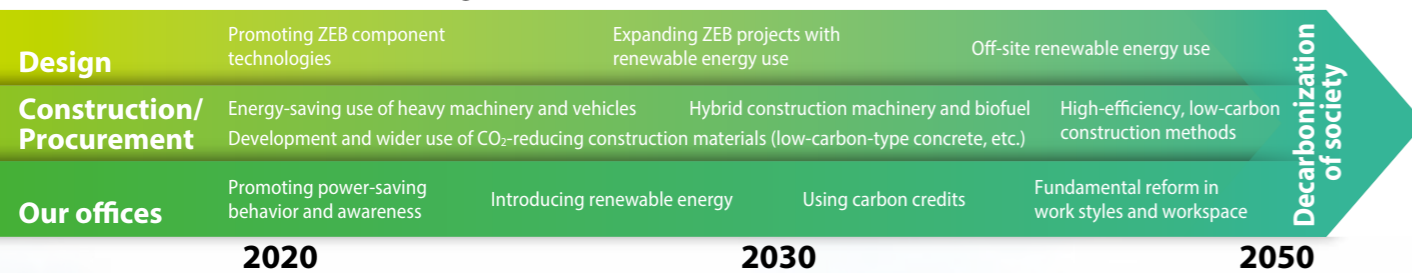 Design
Promoting ZEB component
technologies
Expanding ZEB projects with
renewable energy use
Off-site renewable energy use
Construction/
Procurement
Energy-saving use of heavy machinery and vehicles
Hybrid construction machinery and biofuel
High-efficiency, low-carbon
construction methods
Development and wider use of CO₂-reducing construction materials (low-carbon-type concrete, etc.)
Our offices
Promoting power-saving
behavior and awareness
Introducing renewable energy
Using carbon credits
Fundamental reform in
work styles and workspace
Decarbonization
of society
2020
2030
2050